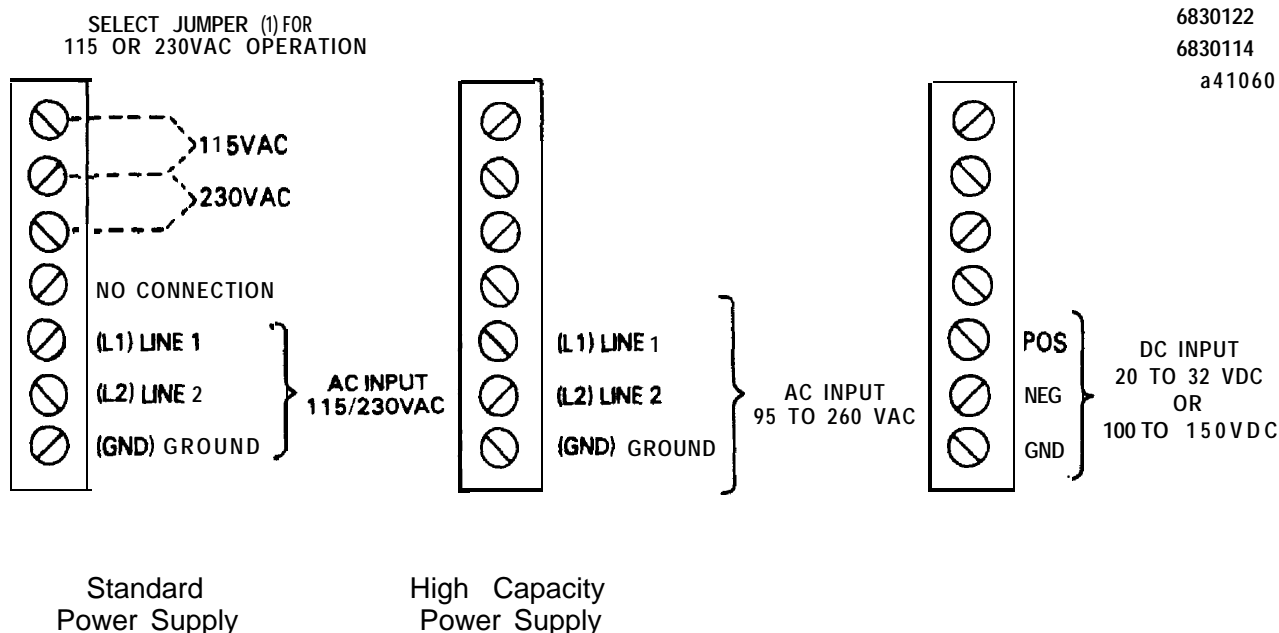 SELECT JUMPER (1) FOR
115 OR 230VAC OPERATION
6830122
6830114
a41060
115VAC
230VAC
NO CONNECTION
(L1) LINE 1
(L2) LINE 2
(GND) GROUND
AC INPUT
115/230VAC
(L1) LINE 1
(L2) LINE 2
(GND) GROUND
AC INPUT
95 TO 260 VAC
POS
NEG
GND
DC INPUT
20 TO 32 VDC
OR
100 TO 150VDC
Standard
Power Supply
High Capacity
Power Supply